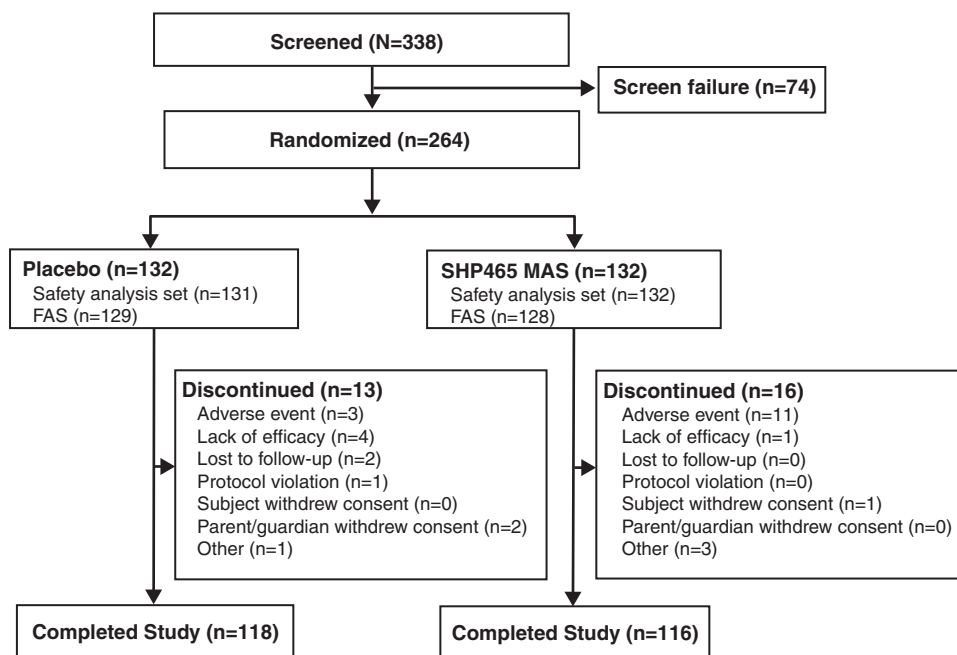 Screened (N=338)
Screen failure (n=74)
Randomized (n=264)
Placebo (n=132)
Safety analysis set (n=131)
FAS (n=129)
SHP465 MAS (n=132)
Safety analysis set (n=132)
FAS (n=128)
Discontinued (n=13)
Adverse event (n=3)
Lack of efficacy (n=4)
Lost to follow-up (n=2)
Protocol violation (n=1)
Subject withdrew consent (n=0)
Parent/guardian withdrew consent (n=2)
Other (n=1)
Discontinued (n=16)
Adverse event (n=11)
Lack of efficacy (n=1)
Lost to follow-up (n=0)
Protocol violation (n=0)
Subject withdrew consent (n=1)
Parent/guardian withdrew consent (n=0)
Other (n=3)
Completed Study (n=118)
Completed Study (n=116)